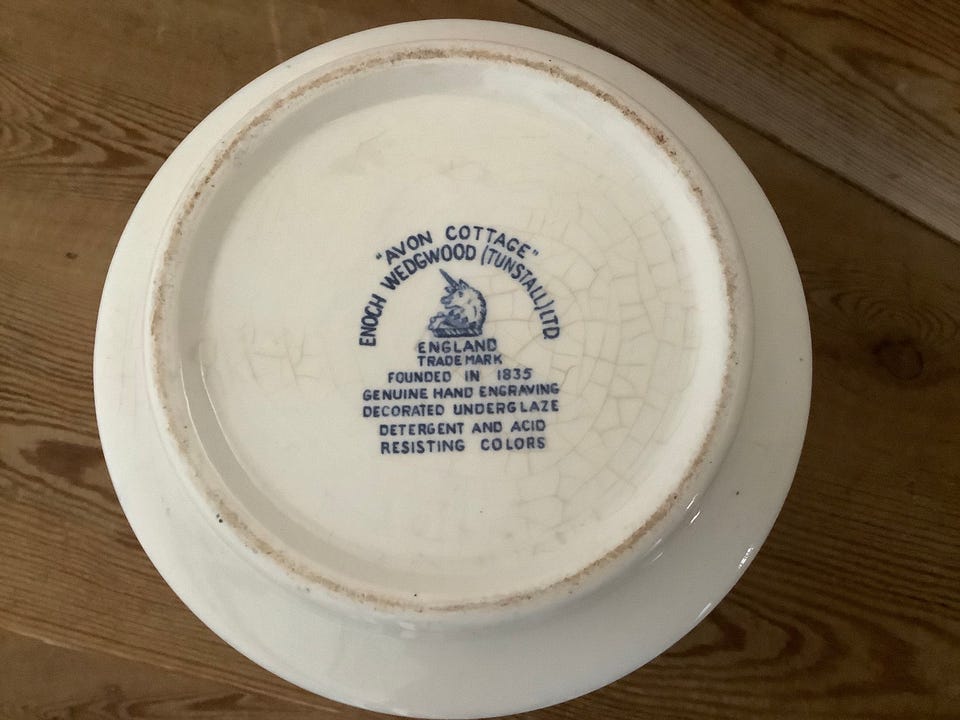 "AVON COTTAGE"
ENOCH WEDGWOOD (TUNSTALL) LTD
ENGLAND
TRADE MARK
FOUNDED IN 1835
GENUINE HAND ENGRAVING
DECORATED UNDERGLAZE
DETERGENT AND ACID
RESISTING COLORS